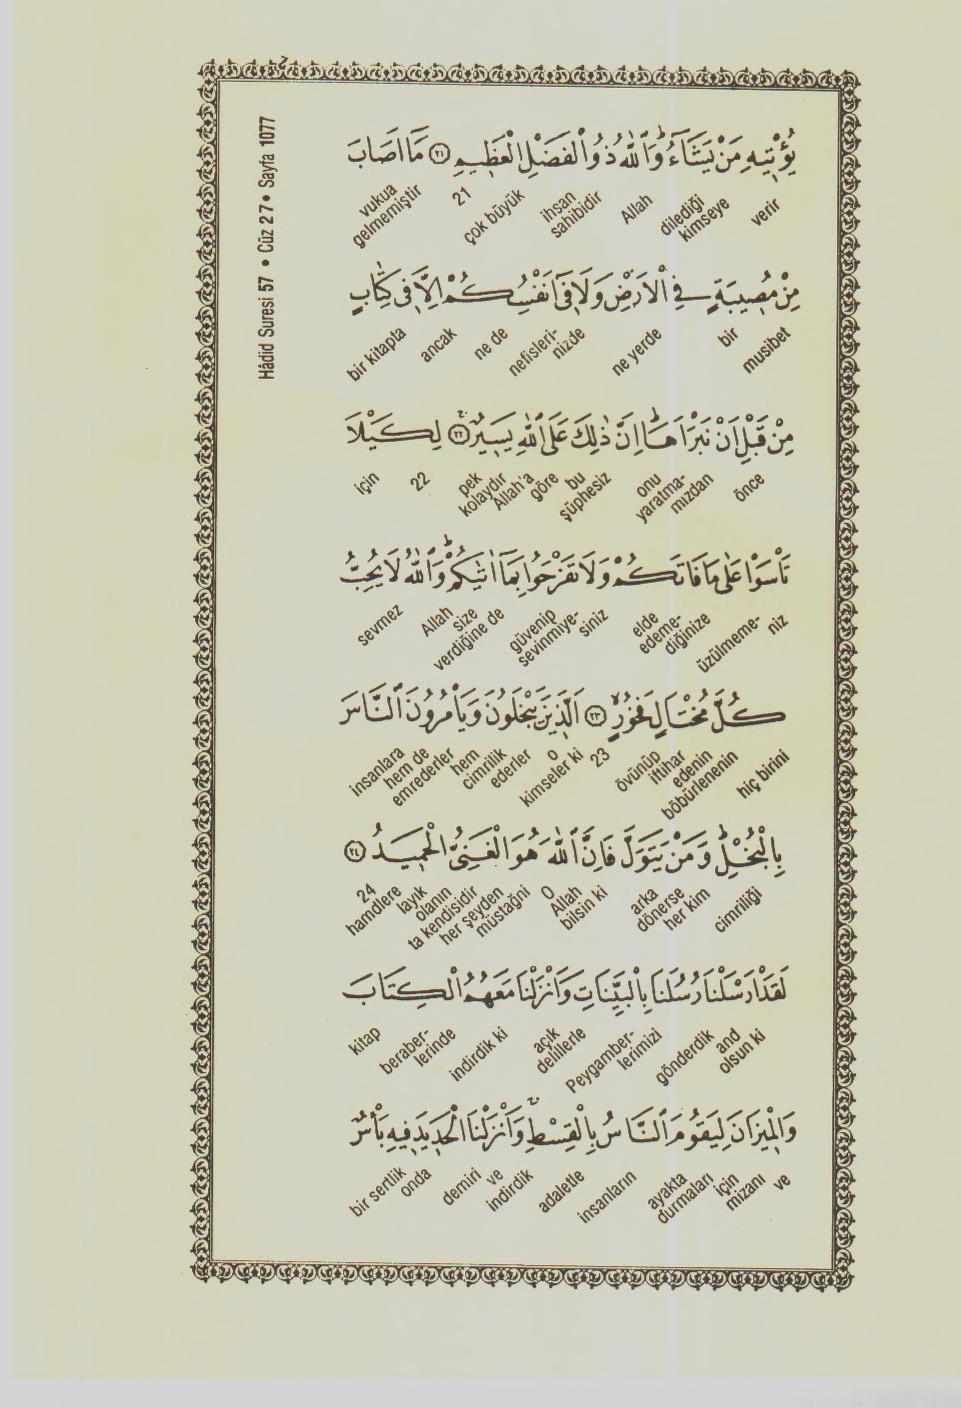 Hâdid Suresi 57 • Cüz 27 • Sayfa 1077
يُؤْتِيهِ مَنْ يَشَاءُ وَاللّٰهُ ذُو الْفَضْلِ الْعَظِيمِ ﴿٢١﴾ مَا اَصَابَ
verir dilediği kimseye Allah ihsan sahibidir çok büyük 21 vukua gelmemiştir
مِنْ مُصِيبَةٍ فِي الْاَرْضِ وَلَا فِي اَنْفُسِكُمْ اِلَّا فِي كِتَابٍ
musibet bir ne yerde nefisleri- nizde ne de ancak bir kitapta
مِنْ قَبْلِ اَنْ نَبْرَاَهَا اِنَّ ذٰلِكَ عَلَى اللّٰهِ يَسِيرٌ ﴿٢٢﴾ لِكَيْلَا
önce onu yaratma- mızdan bu şüphesiz Allah'a göre pek kolaydır 22 için
تَأْسَوْا عَلٰى مَا فَاتَكُمْ وَلَا تَفْرَحُوا بِمَا اٰتٰيكُمْ وَاللّٰهُ لَا يُحِبُّ
üzülmeme- niz elde edeme- diğinize güvenip sevinmiye- siniz size verdiğine de Allah sevmez
كُلَّ مُخْتَالٍ فَخُورٍ ﴿٢٣﴾ اَلَّذِينَ يَبْخَلُونَ وَيَأْمُرُونَ النَّاسَ
hiç birini böbürlenenin iftihar edenin övünüp 23 o kimseler ki cimrilik ederler hem hem de emrederler insanlara
بِالْبُخْلِ وَمَنْ يَتَوَلَّ فَاِنَّ اللّٰهَ هُوَ الْغَنِيُّ الْحَمِيدُ ﴿٢٤﴾
cimriliği her kim arka dönerse bilsin ki Allah O her şeyden müstağni ta kendisidir hamdlere layık olanın 24
لَقَدْ اَرْسَلْنَا رُسُلَنَا بِالْبَيِّنَاتِ وَاَنْزَلْنَا مَعَهُمُ الْكِتَابَ
and olsun ki gönderdik Peygamber- lerimizi açık delillerle indirdik ki beraber- lerinde kitap
وَالْمِيزَانَ لِيَقُومَ النَّاسُ بِالْقِسْطِ وَاَنْزَلْنَا الْحَدِيدَ فِيهِ بَأْسٌ
ve mizanı için ayakta durmaları insanların adaletle ve indirdik demiri onda bir sertlik